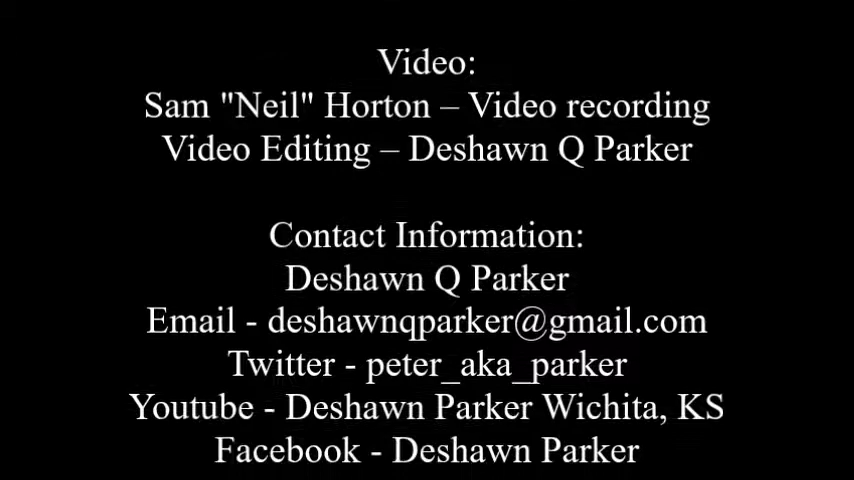 Video:
Sam "Neil" Horton – Video recording
Video Editing – Deshawn Q Parker
Contact Information:
Deshawn Q Parker
Email - deshawnqparker@gmail.com
Twitter - peter_aka_parker
Youtube - Deshawn Parker Wichita, KS
Facebook - Deshawn Parker